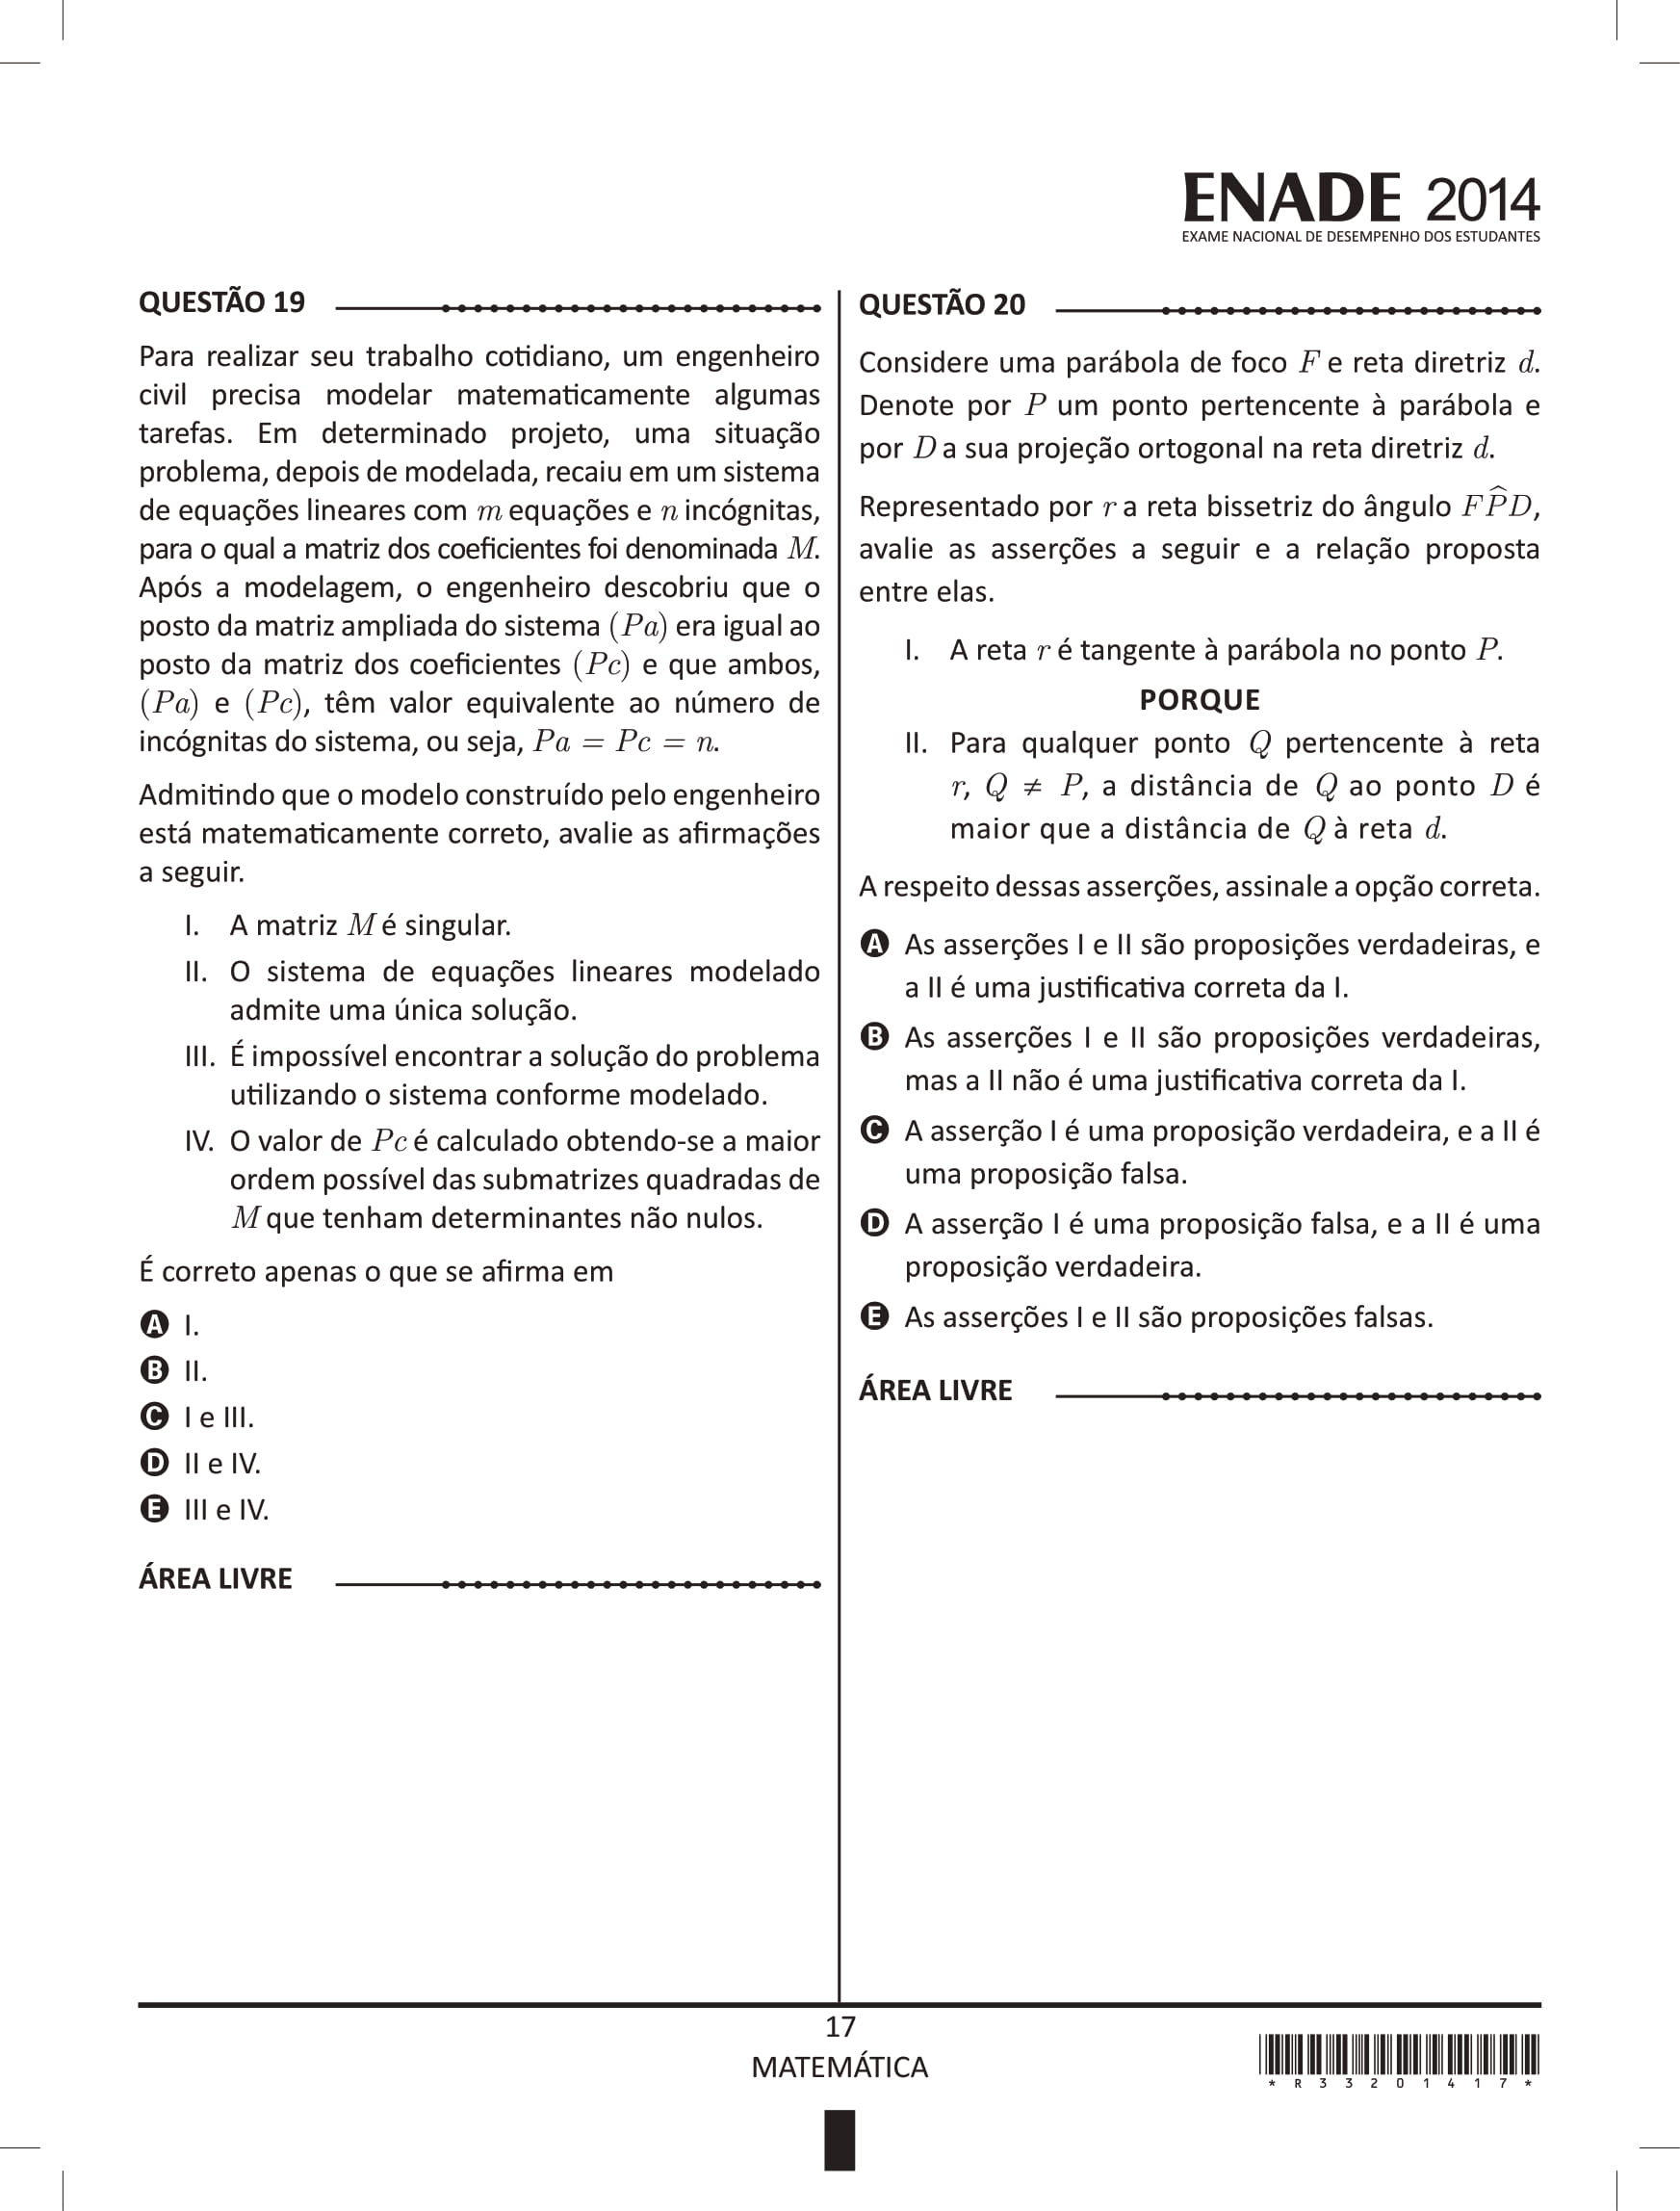 ENADE 2014
EXAME NACIONAL DE DESEMPENHO DOS ESTUDANTES
QUESTÃO 19
Para realizar seu trabalho cotidiano, um engenheiro
civil precisa modelar matematicamente algumas
tarefas. Em determinado projeto, uma situação
problema, depois de modelada, recaiu em um sistema
de equações lineares com m equações e n incógnitas,
para o qual a matriz dos coeficientes foi denominada M.
Após a modelagem, o engenheiro descobriu que o
posto da matriz ampliada do sistema (Pa) era igual ao
posto da matriz dos coeficientes (Pc) e que ambos,
(Pa) e (Pc), têm valor equivalente ao número de
incógnitas do sistema, ou seja, Pa = Pc = n.
Admitindo que o modelo construído pelo engenheiro
está matematicamente correto, avalie as afirmações
a seguir.
I. A matriz M é singular.
II. O sistema de equações lineares modelado
admite uma única solução.
III. É impossível encontrar a solução do problema
utilizando o sistema conforme modelado.
IV. O valor de Pc é calculado obtendo-se a maior
ordem possível das submatrizes quadradas de
M que tenham determinantes não nulos.
É correto apenas o que se afirma em
A I.
B II.
C I e III.
D II e IV.
E III e IV.
ÁREA LIVRE
QUESTÃO 20
Considere uma parábola de foco F e reta diretriz d.
Denote por P um ponto pertencente à parábola e
por D a sua projeção ortogonal na reta diretriz d.
Representado por r a reta bissetriz do ângulo FP̂D,
avalie as asserções a seguir e a relação proposta
entre elas.
I. A reta r é tangente à parábola no ponto P.
PORQUE
II. Para qualquer ponto Q pertencente à reta
r, Q ≠ P, a distância de Q ao ponto D é
maior que a distância de Q à reta d.
A respeito dessas asserções, assinale a opção correta.
A As asserções I e II são proposições verdadeiras, e
a II é uma justificativa correta da I.
B As asserções I e II são proposições verdadeiras,
mas a II não é uma justificativa correta da I.
C A asserção I é uma proposição verdadeira, e a II é
uma proposição falsa.
D A asserção I é uma proposição falsa, e a II é uma
proposição verdadeira.
E As asserções I e II são proposições falsas.
ÁREA LIVRE
17
MATEMÁTICA
* R 3 3 2 0 1 4 1 7 *